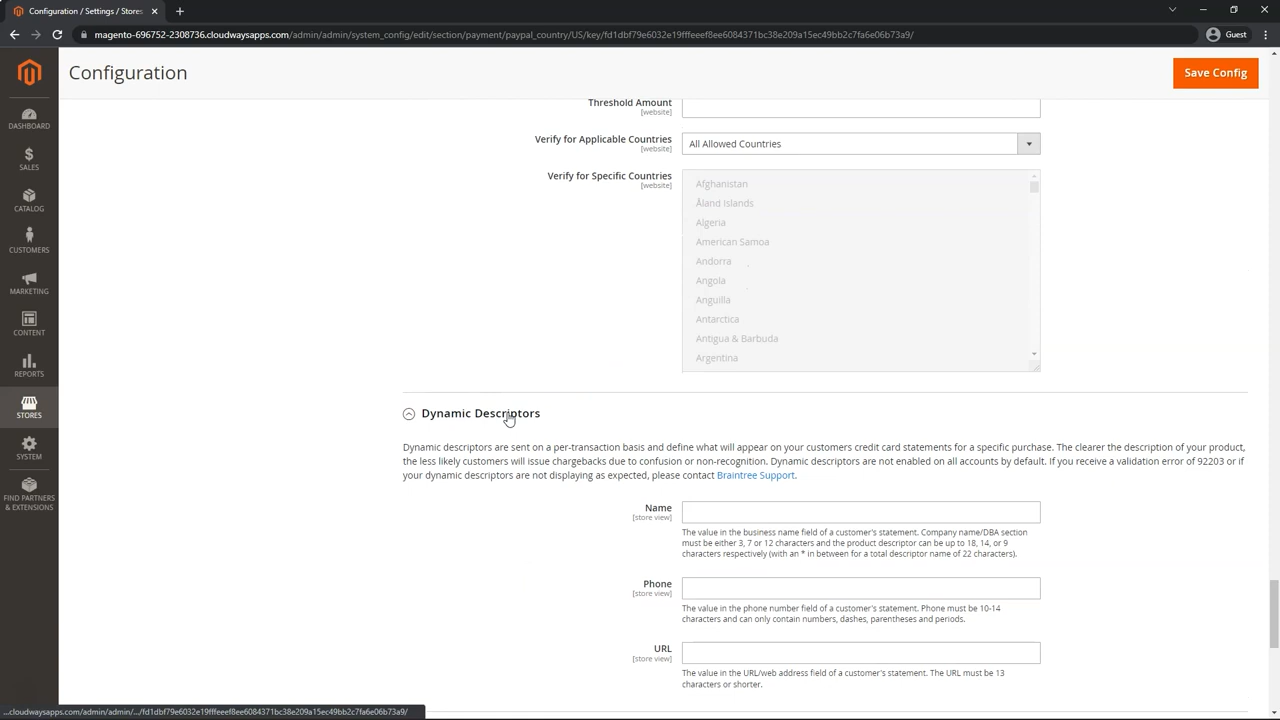 Configuration / Settings / Stores
magento-696752-2308736.cloudwaysapps.com/admin/admin/system_config/edit/section/payment/paypal_country/US/key/fd1dbf79e6032e19fffeeef8ee6084371bc38e209a15ec49bb2c7fa6e06b73a9/
Guest
Configuration
Save Config
DASHBOARD
SALES
CATALOG
CUSTOMERS
MARKETING
CONTENT
REPORTS
STORES
SYSTEM
FIND PARTNERS
& EXTENSIONS
Threshold Amount
[website]
Verify for Applicable Countries
[website]
All Allowed Countries
Verify for Specific Countries
[website]
Afghanistan
Åland Islands
Algeria
American Samoa
Andorra
Angola
Anguilla
Antarctica
Antigua & Barbuda
Argentina
Dynamic Descriptors
Dynamic descriptors are sent on a per-transaction basis and define what will appear on your customers credit card statements for a specific purchase. The clearer the description of your product,
the less likely customers will issue chargebacks due to confusion or non-recognition. Dynamic descriptors are not enabled on all accounts by default. If you receive a validation error of 92203 or if
your dynamic descriptors are not displaying as expected, please contact Braintree Support.
Name
[store view]
The value in the business name field of a customer's statement. Company name/DBA section
must be either 3, 7 or 12 characters and the product descriptor can be up to 18, 14, or 9
characters respectively (with an * in between for a total descriptor name of 22 characters).
Phone
[store view]
The value in the phone number field of a customer's statement. Phone must be 10-14
characters and can only contain numbers, dashes, parentheses and periods.
URL
[store view]
The value in the URL/web address field of a customer's statement. The URL must be 13
characters or shorter.
...cloudwaysapps.com/admin/admin/.../fd1dbf79e6032e19fffeeef8ee6084371bc38e209a15ec49bb2c7fa6e06b73a9/